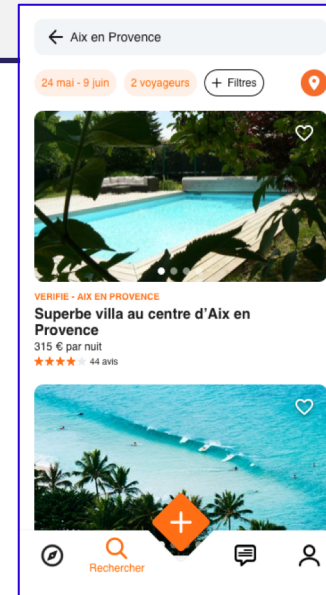 Aix en Provence
24 mai - 9 juin 2 voyageurs + Filtres
VERIFIE - AIX EN PROVENCE
Superbe villa au centre d'Aix en
Provence
315 € par nuit
44 avis
Rechercher